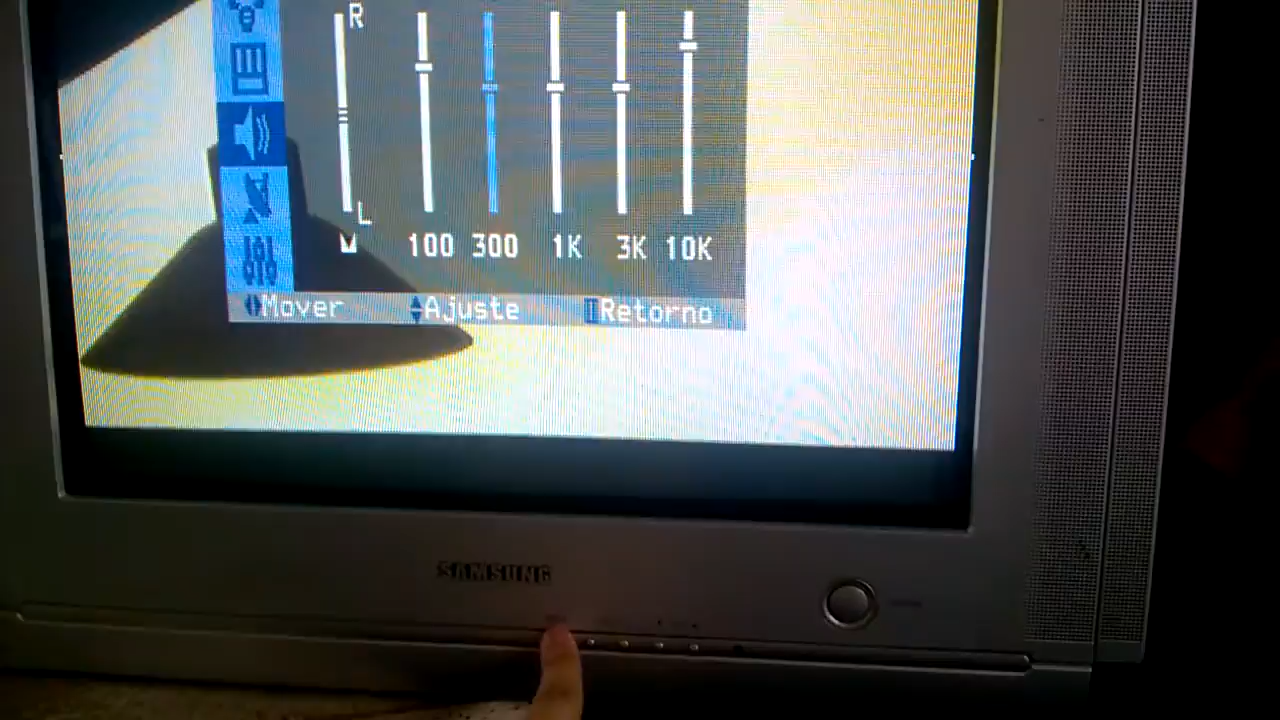 R
L
100 300 1K 3K 10K
Mover Ajuste Retorno
SAMSUNG